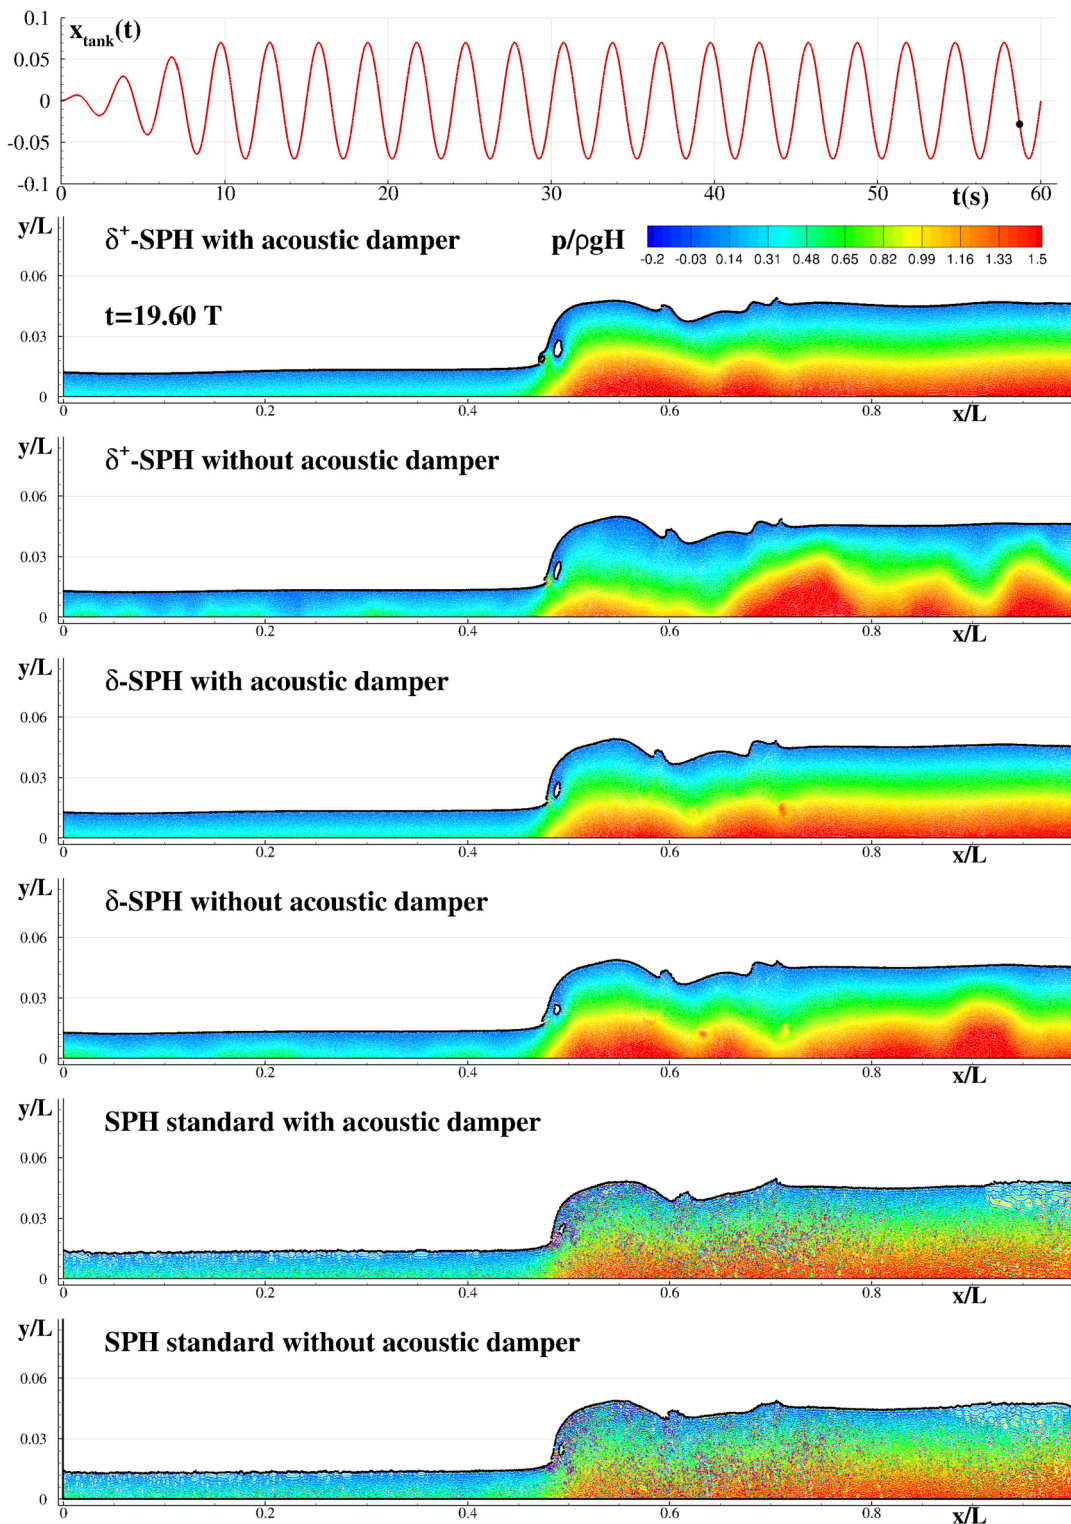 0.1
x_tank(t)
0.05
0
-0.05
-0.1
0 10 20 30 40 50 t(s) 60
y/L
δ⁺-SPH with acoustic damper p/ρgH
-0.2 -0.03 0.14 0.31 0.48 0.65 0.82 0.99 1.16 1.33 1.5
0.06
t=19.60 T
0.03
0
0 0.2 0.4 0.6 0.8 x/L
y/L
δ⁺-SPH without acoustic damper
0.06
0.03
0
0 0.2 0.4 0.6 0.8 x/L
y/L
δ-SPH with acoustic damper
0.06
0.03
0
0 0.2 0.4 0.6 0.8 x/L
y/L
δ-SPH without acoustic damper
0.06
0.03
0
0 0.2 0.4 0.6 0.8 x/L
y/L
SPH standard with acoustic damper
0.06
0.03
0
0 0.2 0.4 0.6 0.8 x/L
y/L
SPH standard without acoustic damper
0.06
0.03
0
0 0.2 0.4 0.6 0.8 x/L